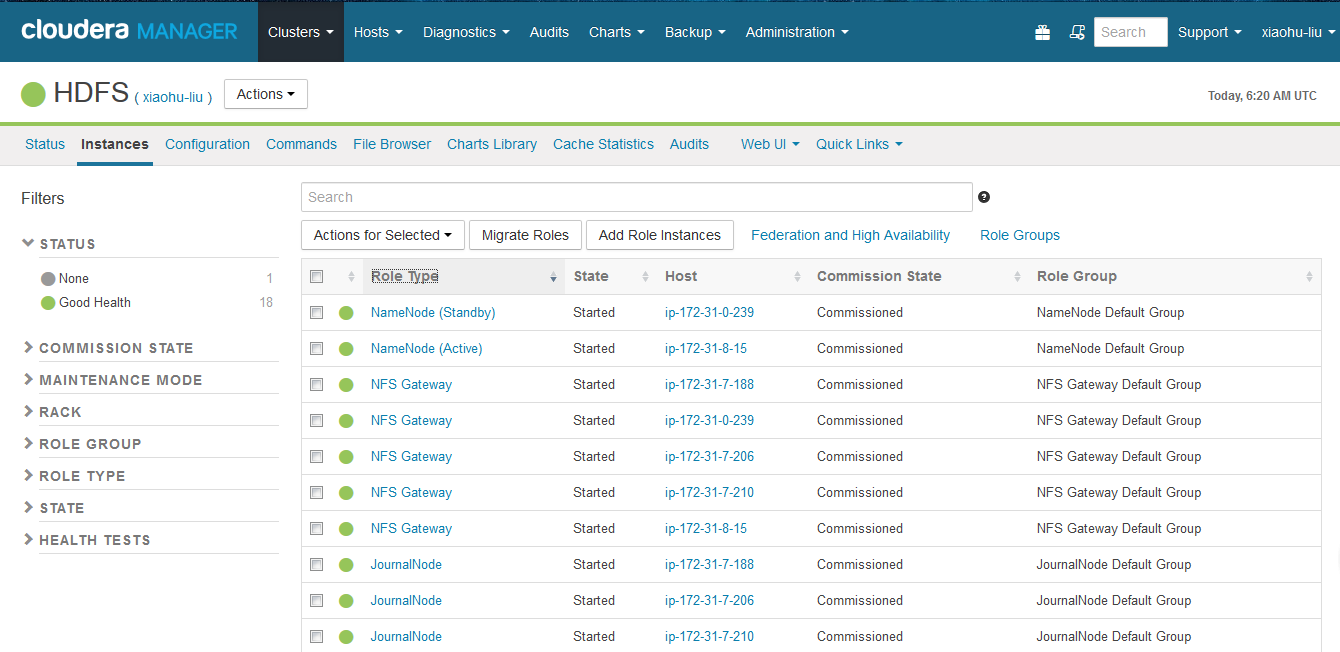 cloudera MANAGER Clusters Hosts Diagnostics Audits Charts Backup Administration Search Support xiaohu-liu
HDFS ( xiaohu-liu ) Actions Today, 6:20 AM UTC
Status Instances Configuration Commands File Browser Charts Library Cache Statistics Audits Web UI Quick Links
Filters
STATUS
None 1
Good Health 18
COMMISSION STATE
MAINTENANCE MODE
RACK
ROLE GROUP
ROLE TYPE
STATE
HEALTH TESTS
Search ?
Actions for Selected Migrate Roles Add Role Instances Federation and High Availability Role Groups
Role Type State Host Commission State Role Group
NameNode (Standby) Started ip-172-31-0-239 Commissioned NameNode Default Group
NameNode (Active) Started ip-172-31-8-15 Commissioned NameNode Default Group
NFS Gateway Started ip-172-31-7-188 Commissioned NFS Gateway Default Group
NFS Gateway Started ip-172-31-0-239 Commissioned NFS Gateway Default Group
NFS Gateway Started ip-172-31-7-206 Commissioned NFS Gateway Default Group
NFS Gateway Started ip-172-31-7-210 Commissioned NFS Gateway Default Group
NFS Gateway Started ip-172-31-8-15 Commissioned NFS Gateway Default Group
JournalNode Started ip-172-31-7-188 Commissioned JournalNode Default Group
JournalNode Started ip-172-31-7-206 Commissioned JournalNode Default Group
JournalNode Started ip-172-31-7-210 Commissioned JournalNode Default Group